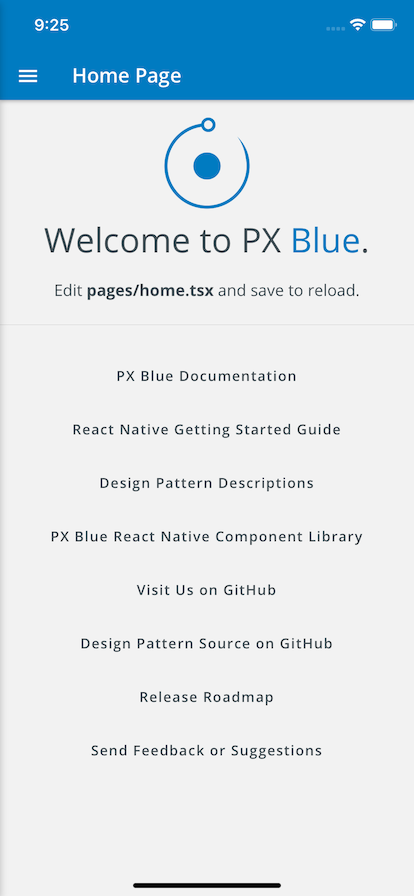 9:25
Home Page
Welcome to PX Blue.
Edit pages/home.tsx and save to reload.
PX Blue Documentation
React Native Getting Started Guide
Design Pattern Descriptions
PX Blue React Native Component Library
Visit Us on GitHub
Design Pattern Source on GitHub
Release Roadmap
Send Feedback or Suggestions